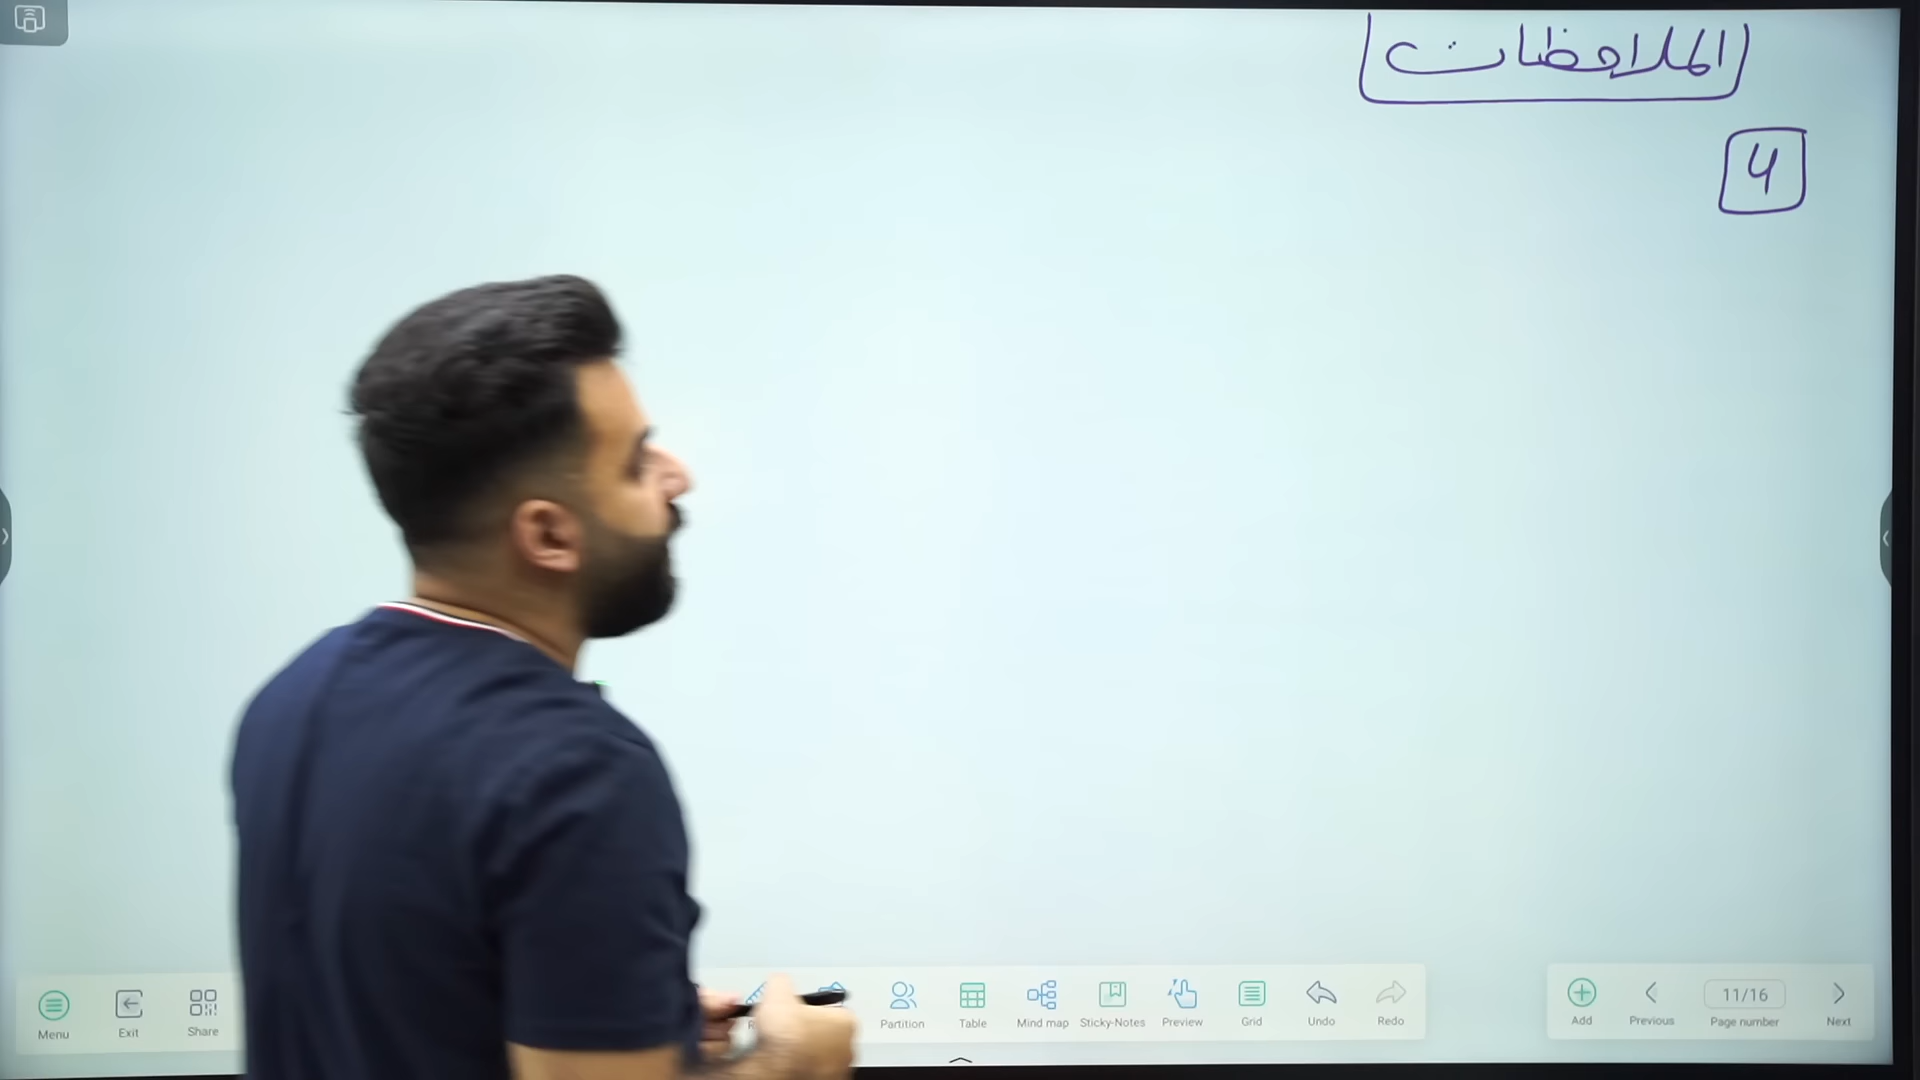 الملاحظات
4
Menu
Exit
Share
Partition
Table
Mind map
Sticky-Notes
Preview
Grid
Undo
Redo
Add
Previous
11/16
Page number
Next